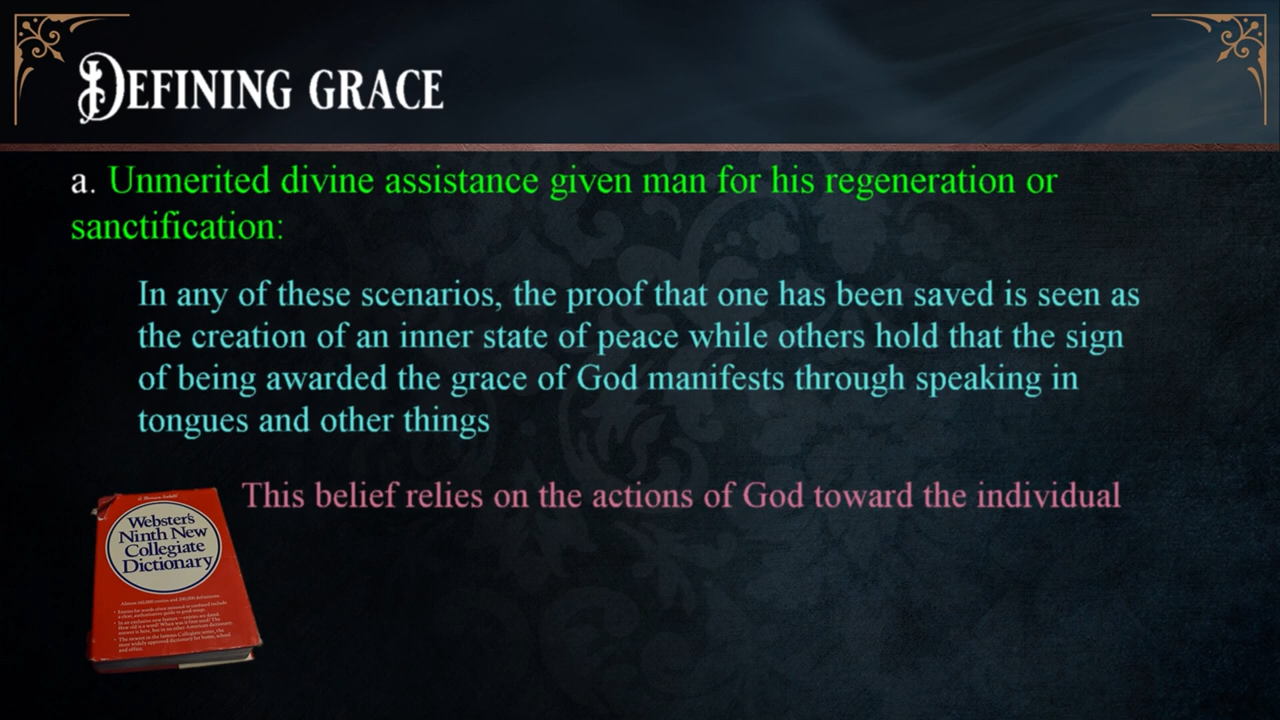 DEFINING GRACE
a. Unmerited divine assistance given man for his regeneration or
sanctification:
In any of these scenarios, the proof that one has been saved is seen as
the creation of an inner state of peace while others hold that the sign
of being awarded the grace of God manifests through speaking in
tongues and other things
This belief relies on the actions of God toward the individual
Webster's
Ninth New
Collegiate
Dictionary